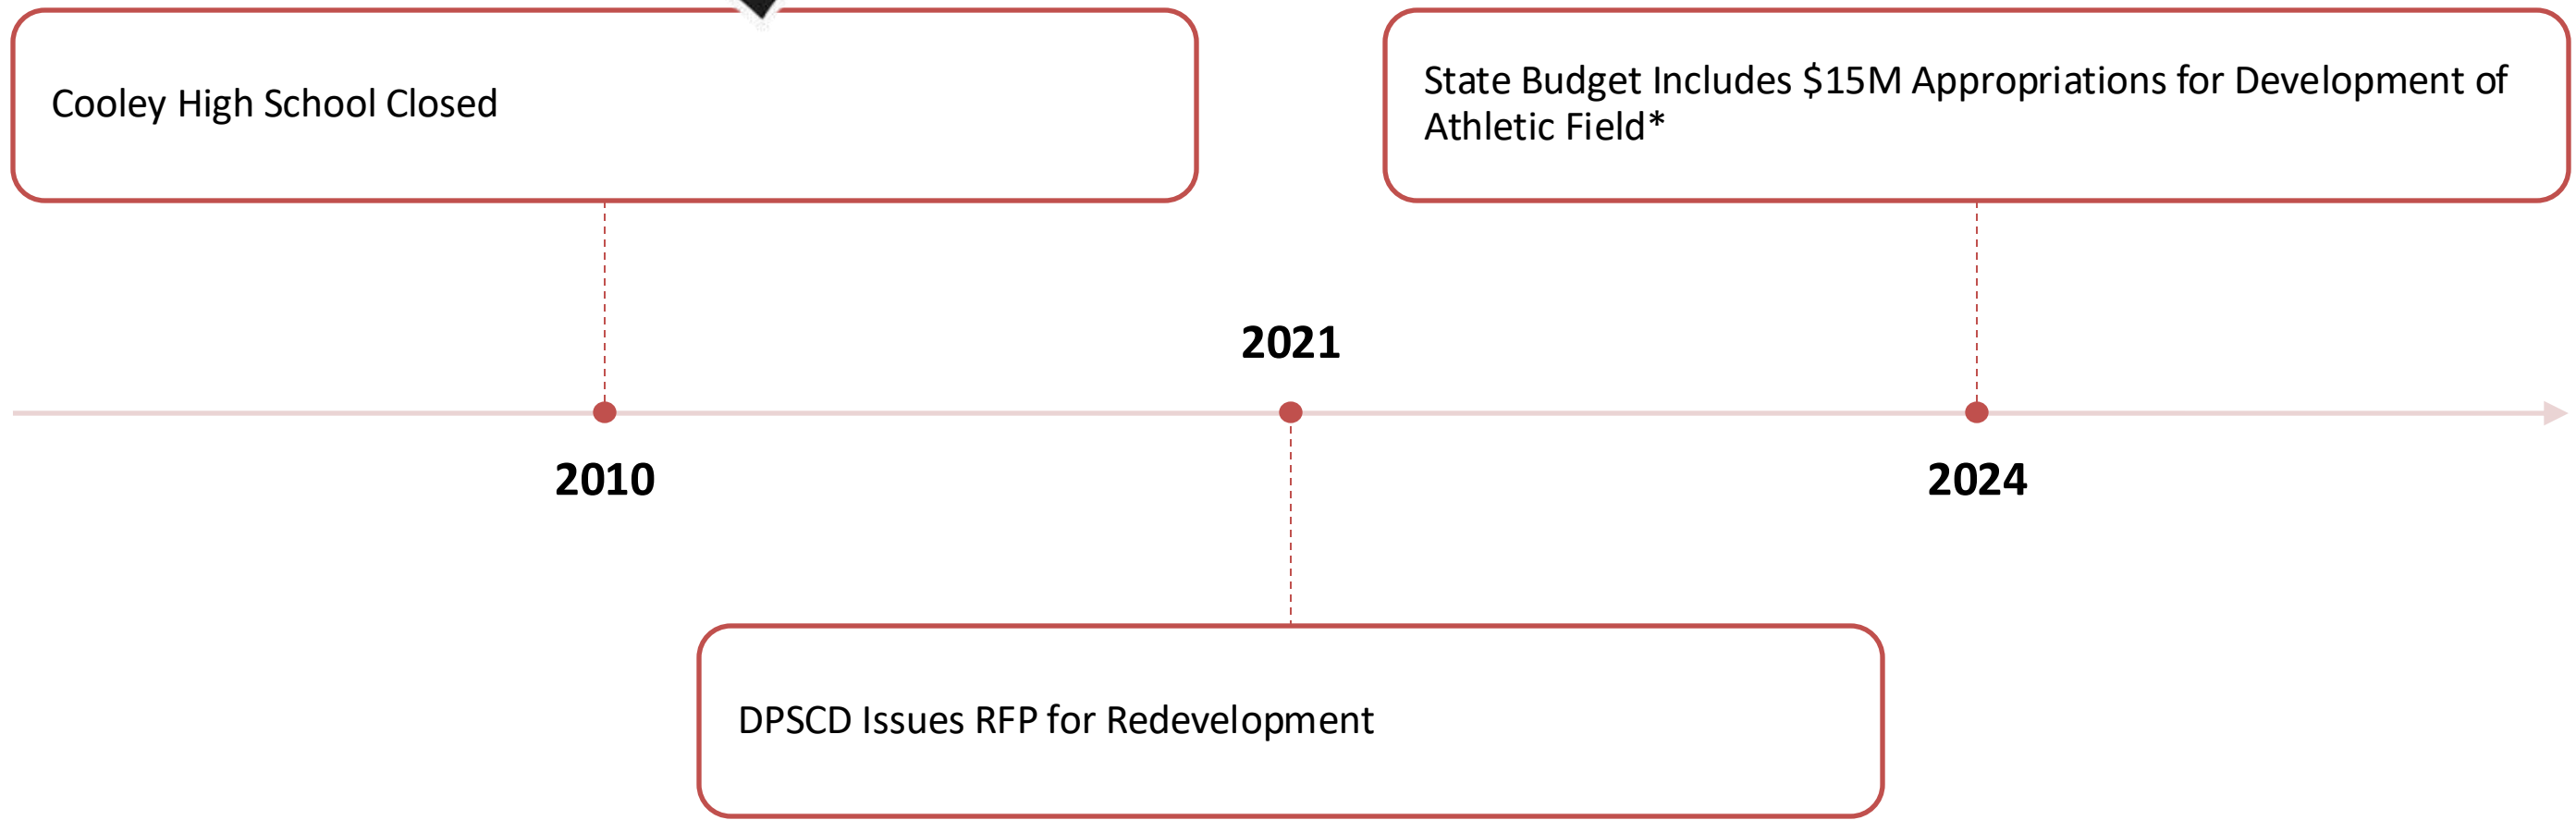 Cooley High School Closed
State Budget Includes $15M Appropriations for Development of
Athletic Field*
2021
2010
2024
DPSCD Issues RFP for Redevelopment